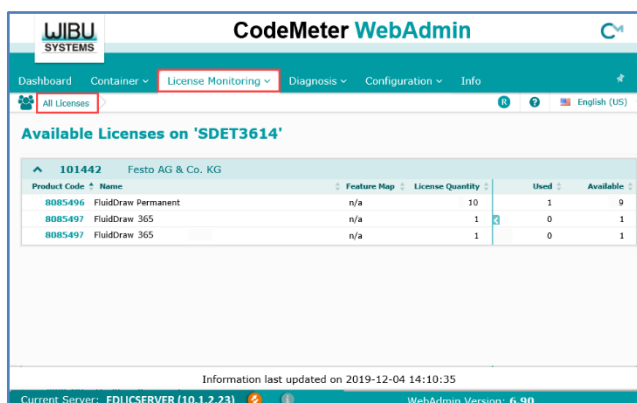 WIBU
SYSTEMS
CodeMeter WebAdmin
Dashboard Container License Monitoring Diagnosis Configuration Info
All Licenses R ? English (US)
Available Licenses on 'SDET3614'
101442 Festo AG & Co. KG
Product Code Name Feature Map License Quantity Used Available
8085496 FluidDraw Permanent n/a 10 1 9
8085497 FluidDraw 365 n/a 1 0 1
8085497 FluidDraw 365 n/a 1 0 1
Information last updated on 2019-12-04 14:10:35
Current Server: FDLICSERVER (10.1.2.23) WebAdmin Version: 6.90